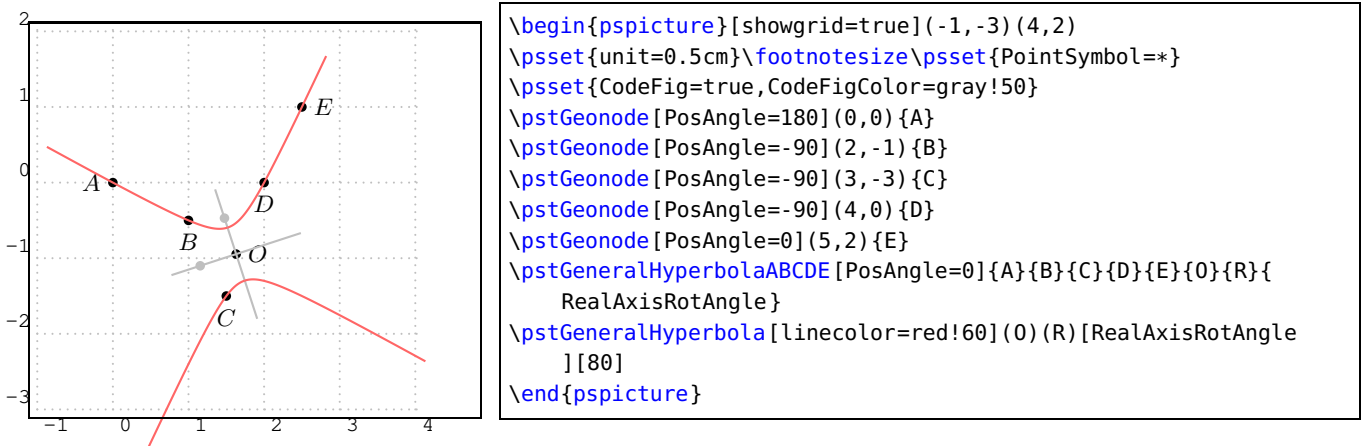 2
1
0
-1
-2
-3
-1 0 1 2 3 4
A
B
C
D
E
O
\begin{pspicture}[showgrid=true](-1,-3)(4,2)
\psset{unit=0.5cm}\footnotesize\psset{PointSymbol=*}
\psset{CodeFig=true,CodeFigColor=gray!50}
\pstGeonode[PosAngle=180](0,0){A}
\pstGeonode[PosAngle=-90](2,-1){B}
\pstGeonode[PosAngle=-90](3,-3){C}
\pstGeonode[PosAngle=-90](4,0){D}
\pstGeonode[PosAngle=0](5,2){E}
\pstGeneralHyperbolaABCDE[PosAngle=0]{A}{B}{C}{D}{E}{O}{R}{
RealAxisRotAngle}
\pstGeneralHyperbola[linecolor=red!60](O)(R)[RealAxisRotAngle
][80]
\end{pspicture}